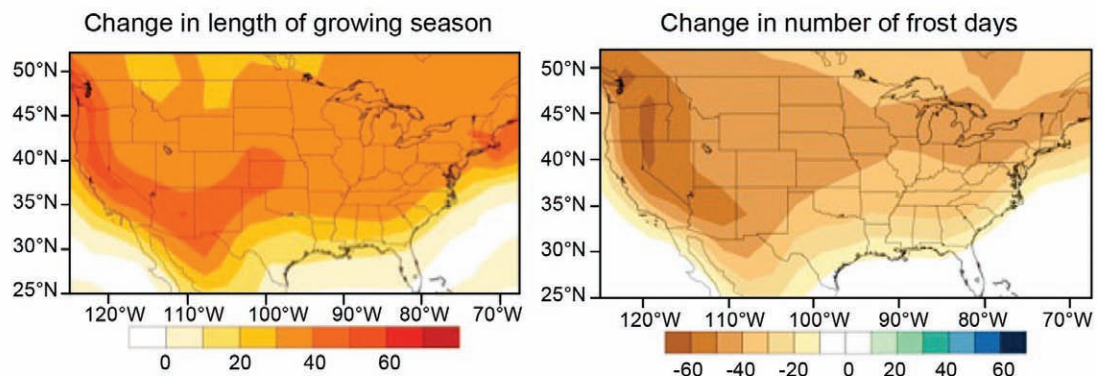 Change in length of growing season
50°N
45°N
40°N
35°N
30°N
25°N
120°W 110°W 100°W 90°W 80°W 70°W
0 20 40 60
Change in number of frost days
50°N
45°N
40°N
35°N
30°N
25°N
120°W 110°W 100°W 90°W 80°W 70°W
-60 -40 -20 0 20 40 60